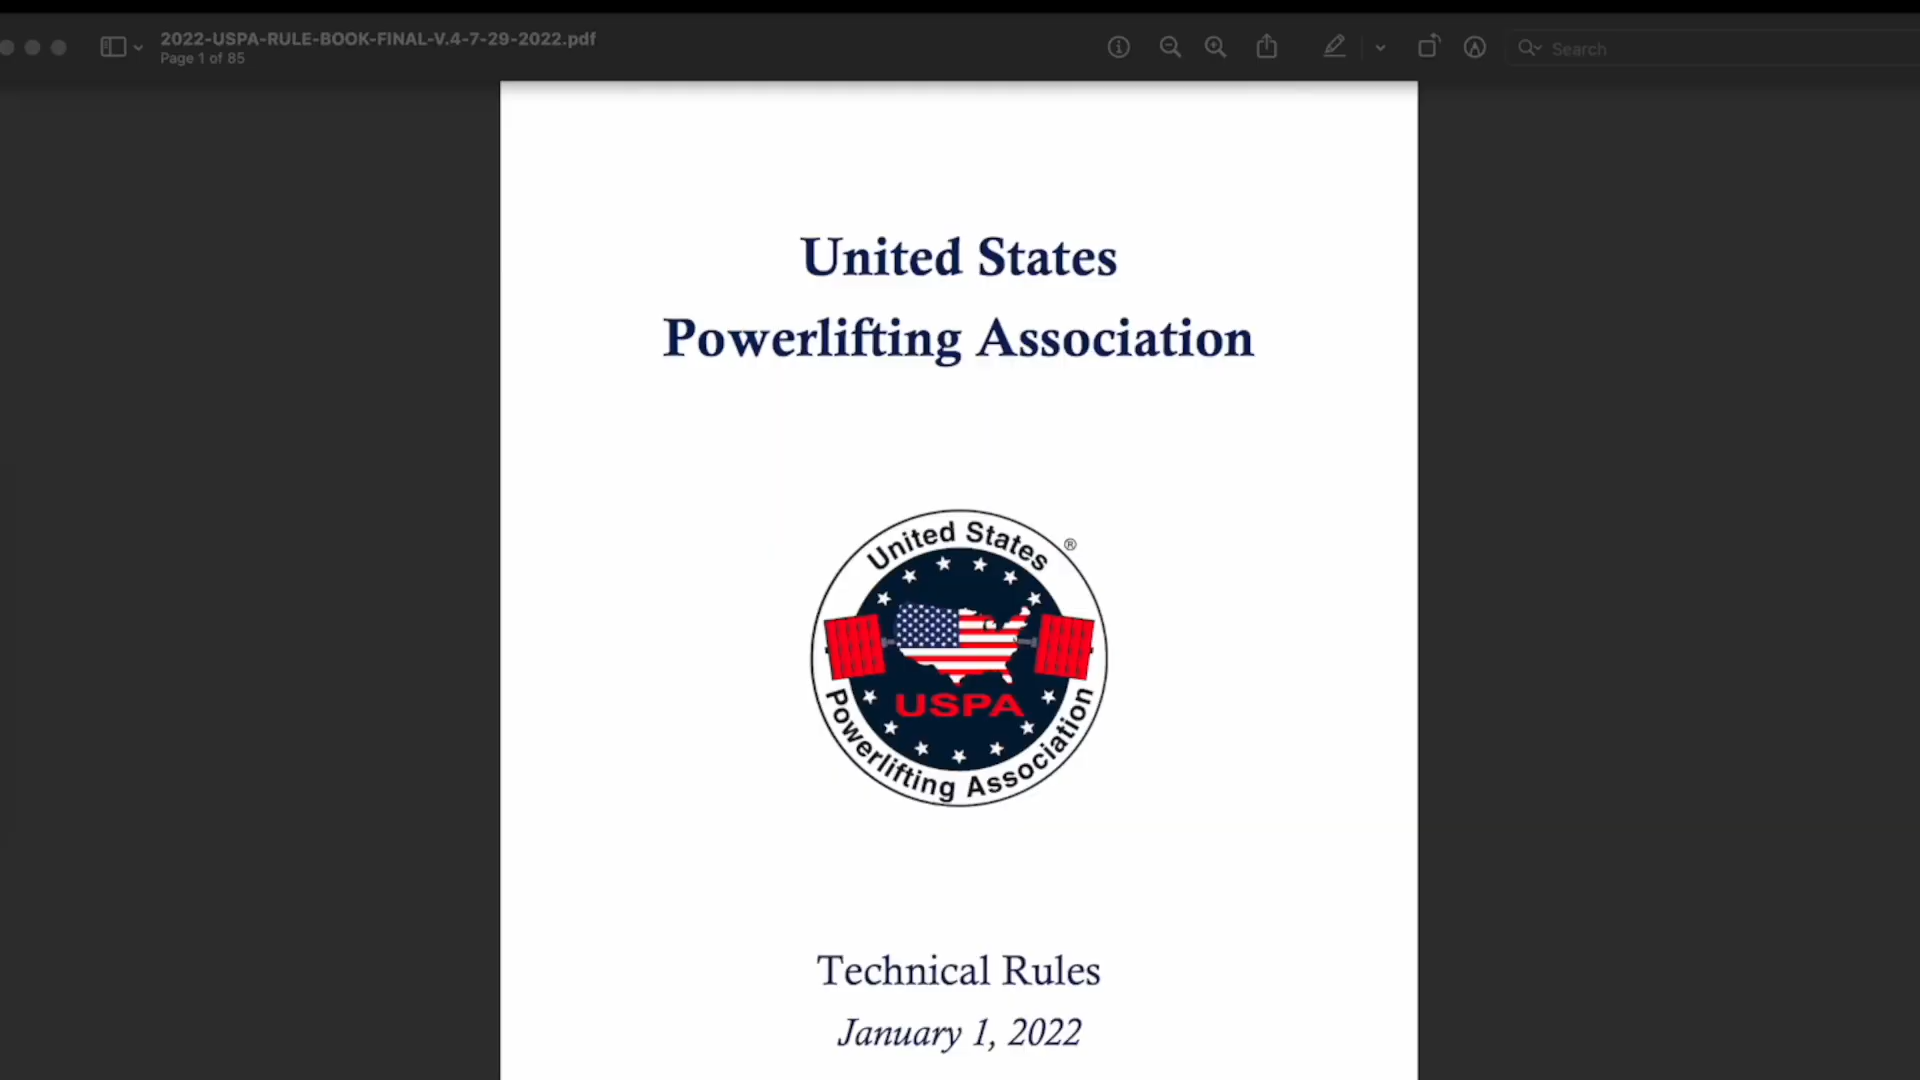 2022-USPA-RULE-BOOK-FINAL-V.4-7-29-2022.pdf
Page 1 of 85
Search
United States
Powerlifting Association
United States
®
USPA
Powerlifting Association
Technical Rules
January 1, 2022